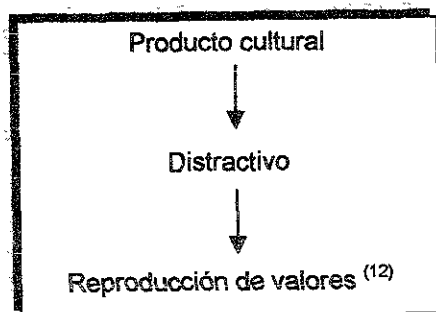 Producto cultural
Distractivo
Reproducción de valores (12)